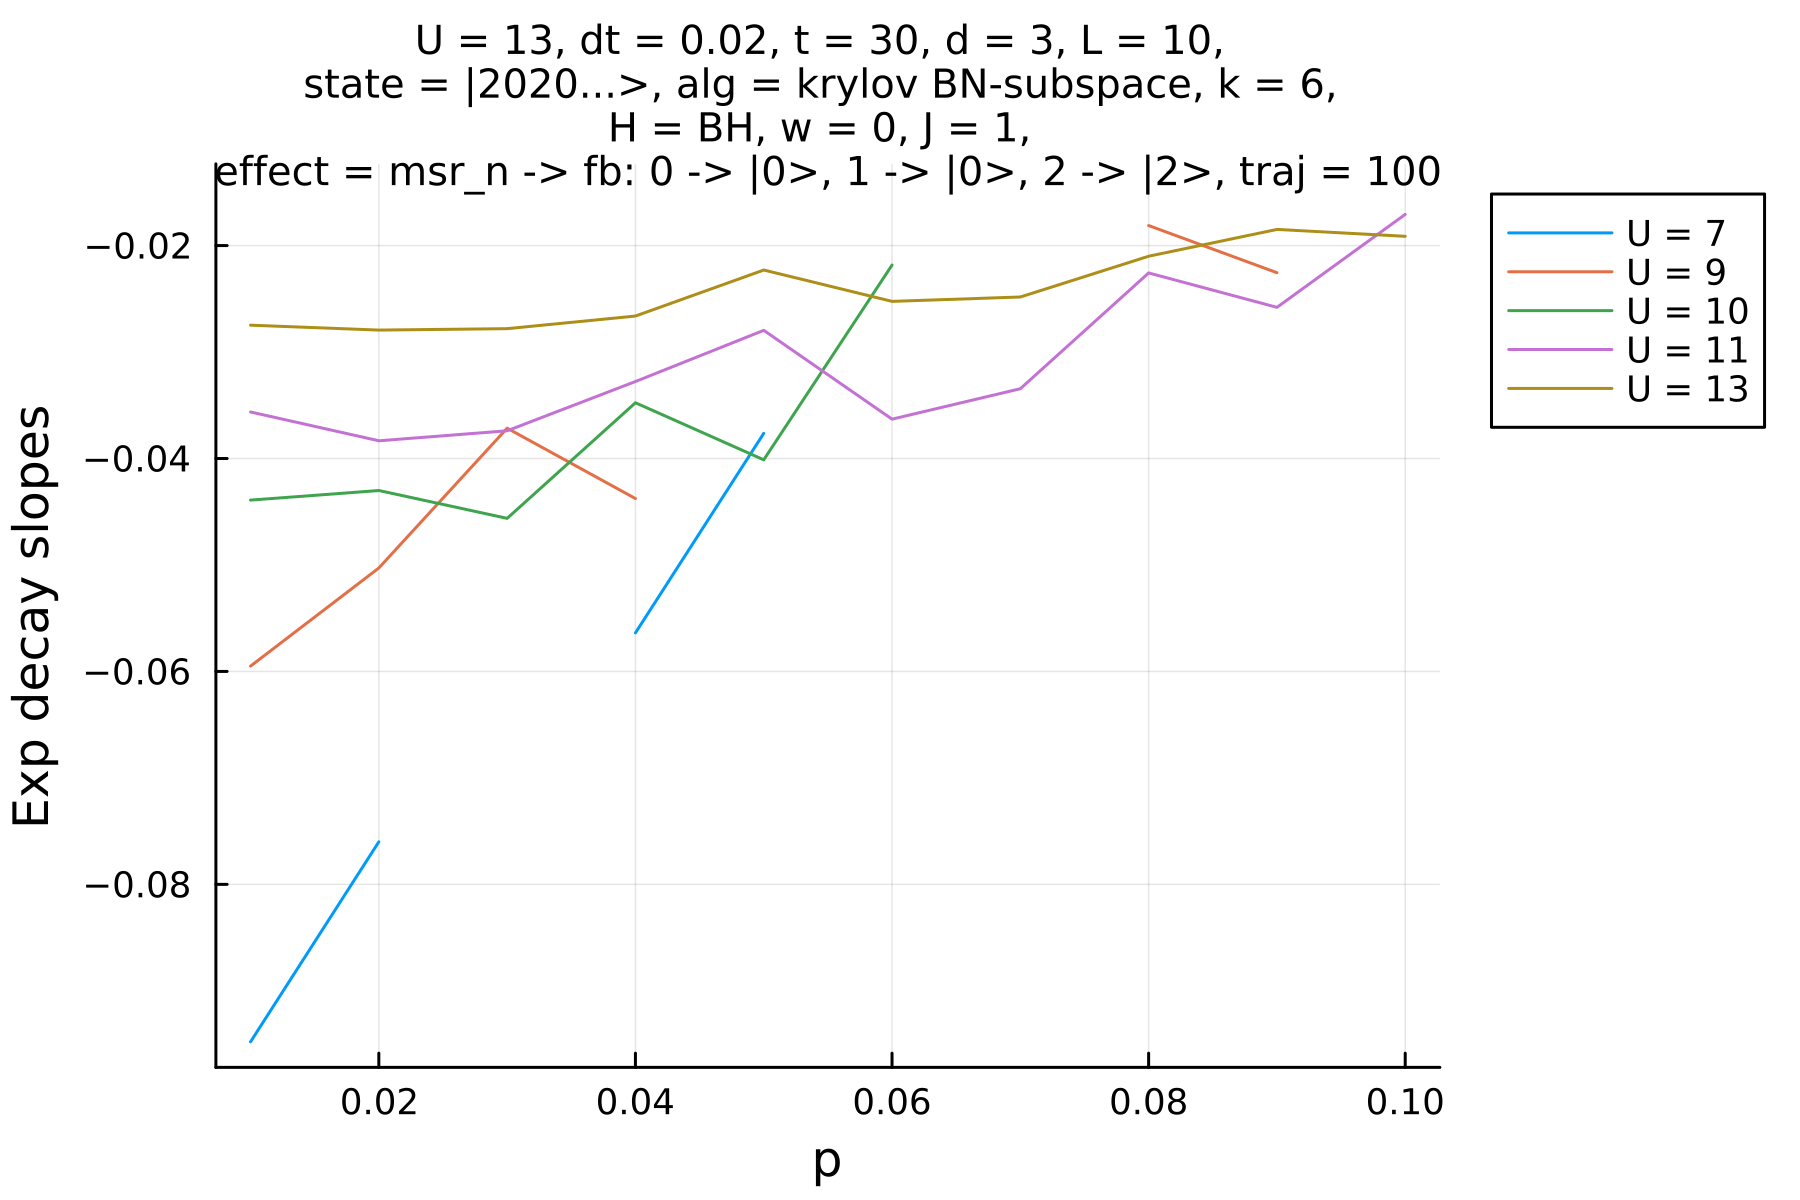 U = 13, dt = 0.02, t = 30, d = 3, L = 10,
state = |2020...>, alg = krylov BN-subspace, k = 6,
H = BH, w = 0, J = 1,
effect = msr_n -> fb: 0 -> |0>, 1 -> |0>, 2 -> |2>, traj = 100
−0.02
−0.04
−0.06
−0.08
Exp decay slopes
0.02 0.04 0.06 0.08 0.10
p
U = 7
U = 9
U = 10
U = 11
U = 13